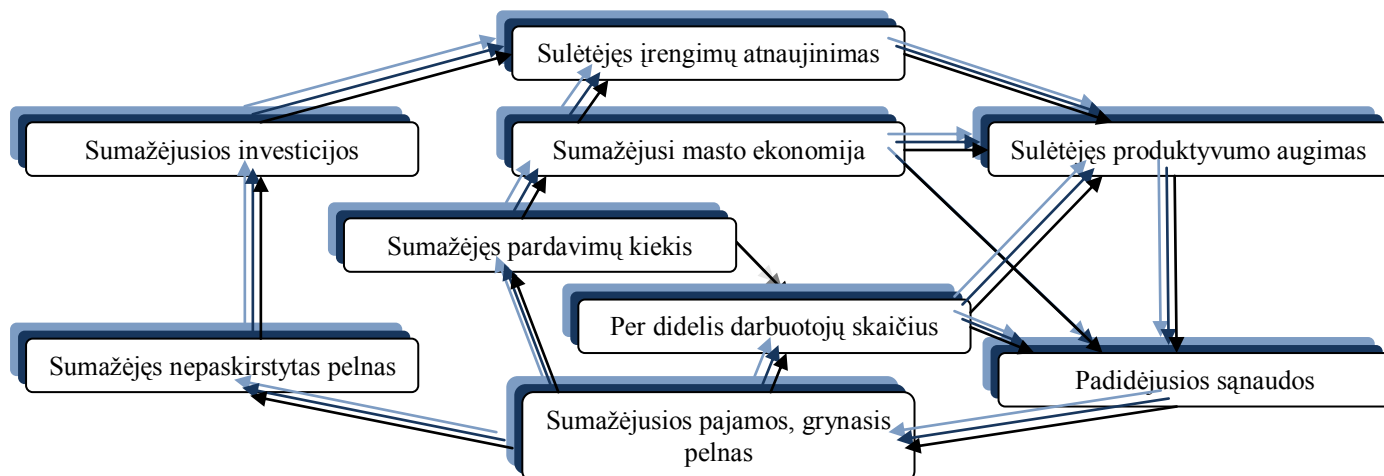 Sulėtėjęs įrengimų atnaujinimas
Sumažėjusios investicijos
Sumažėjusi masto ekonomija
Sulėtėjęs produktyvumo augimas
Sumažėjęs pardavimų kiekis
Per didelis darbuotojų skaičius
Sumažėjęs nepaskirstytas pelnas
Padidėjusios sąnaudos
Sumažėjusios pajamos, grynasis
pelnas